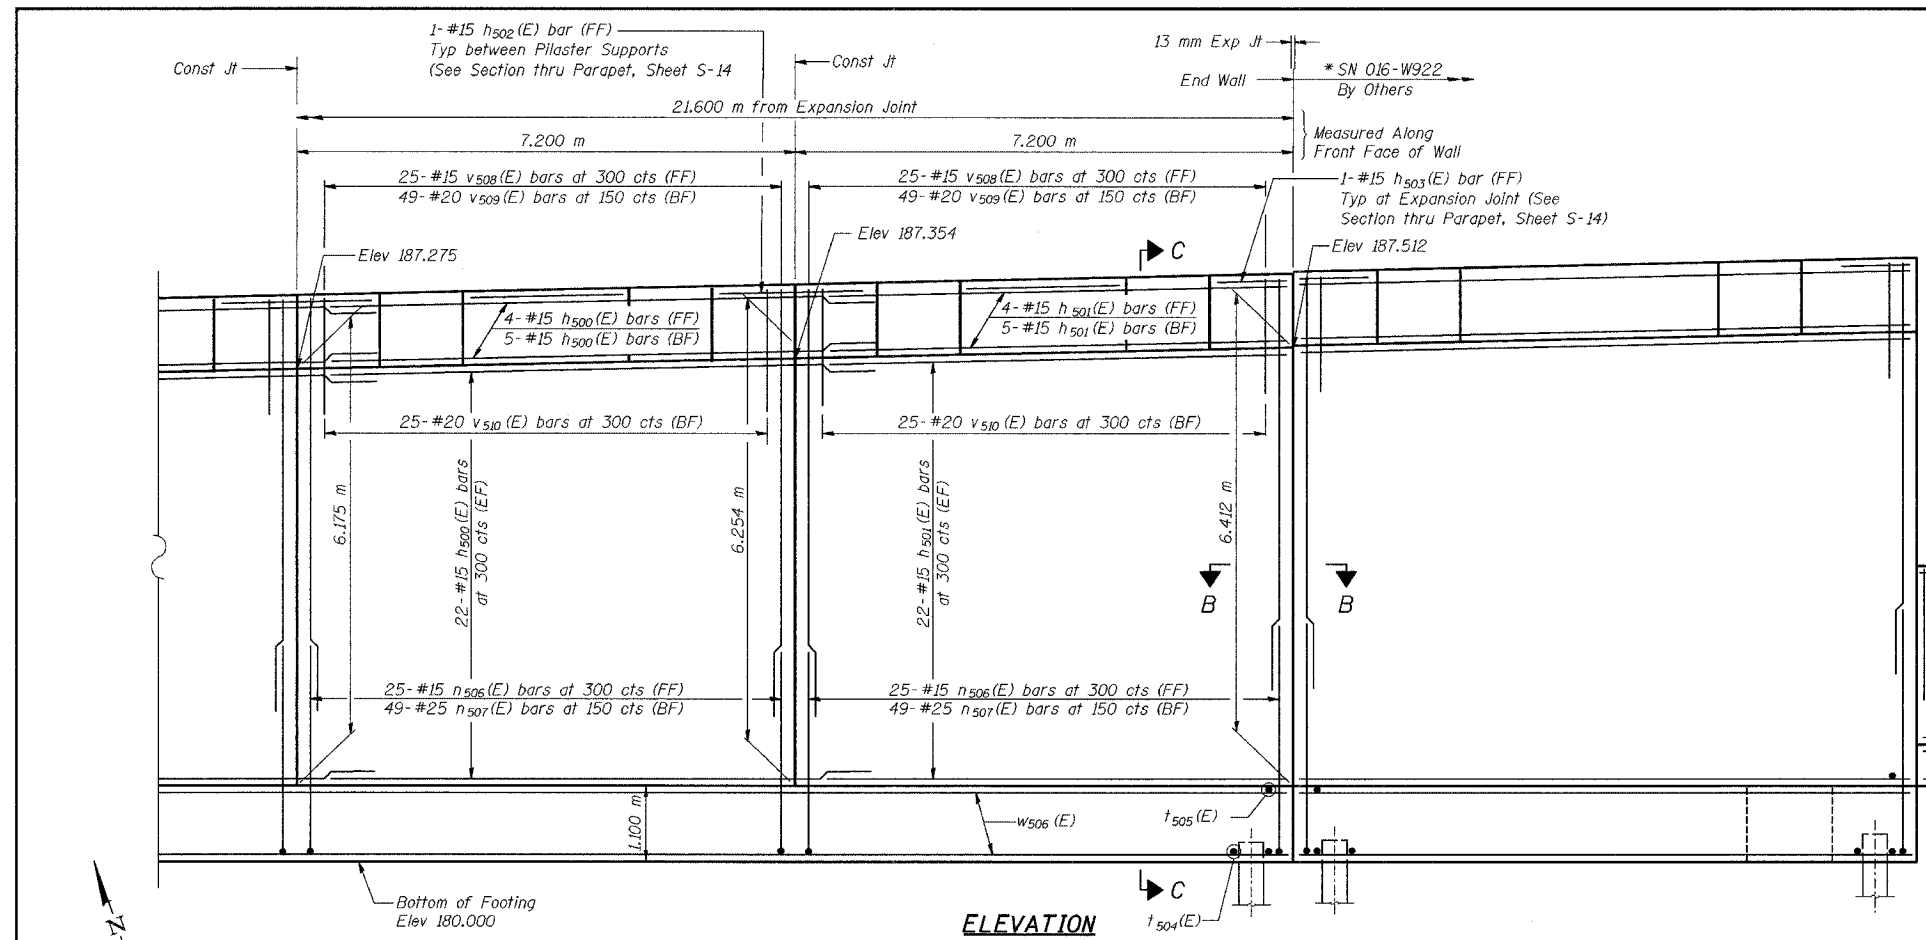 1-#15 h502(E) bar (FF)
Typ between Pilaster Supports
(See Section thru Parapet, Sheet S-14
Const Jt
Const Jt
13 mm Exp Jt
End Wall
* SN 016-W922
By Others
21.600 m from Expansion Joint
7.200 m
7.200 m
Measured Along
Front Face of Wall
25-#15 v508(E) bars at 300 cts (FF)
49-#20 v509(E) bars at 150 cts (BF)
25-#15 v508(E) bars at 300 cts (FF)
49-#20 v509(E) bars at 150 cts (BF)
1-#15 h503(E) bar (FF)
Typ at Expansion Joint (See
Section thru Parapet, Sheet S-14)
Elev 187.275
Elev 187.354
C
Elev 187.512
4-#15 h500(E) bars (FF)
5-#15 h500(E) bars (BF)
4-#15 h501(E) bars (FF)
5-#15 h501(E) bars (BF)
25-#20 v510(E) bars at 300 cts (BF)
25-#20 v510(E) bars at 300 cts (BF)
6.175 m
22-#15 h500(E) bars
at 300 cts (EF)
6.254 m
22-#15 h501(E) bars
at 300 cts (EF)
6.412 m
B
B
25-#15 n506(E) bars at 300 cts (FF)
49-#25 n507(E) bars at 150 cts (BF)
25-#15 n506(E) bars at 300 cts (FF)
49-#25 n507(E) bars at 150 cts (BF)
1.100 m
w506 (E)
t505(E)
Bottom of Footing
Elev 180.000
C
t504(E)
ELEVATION
N